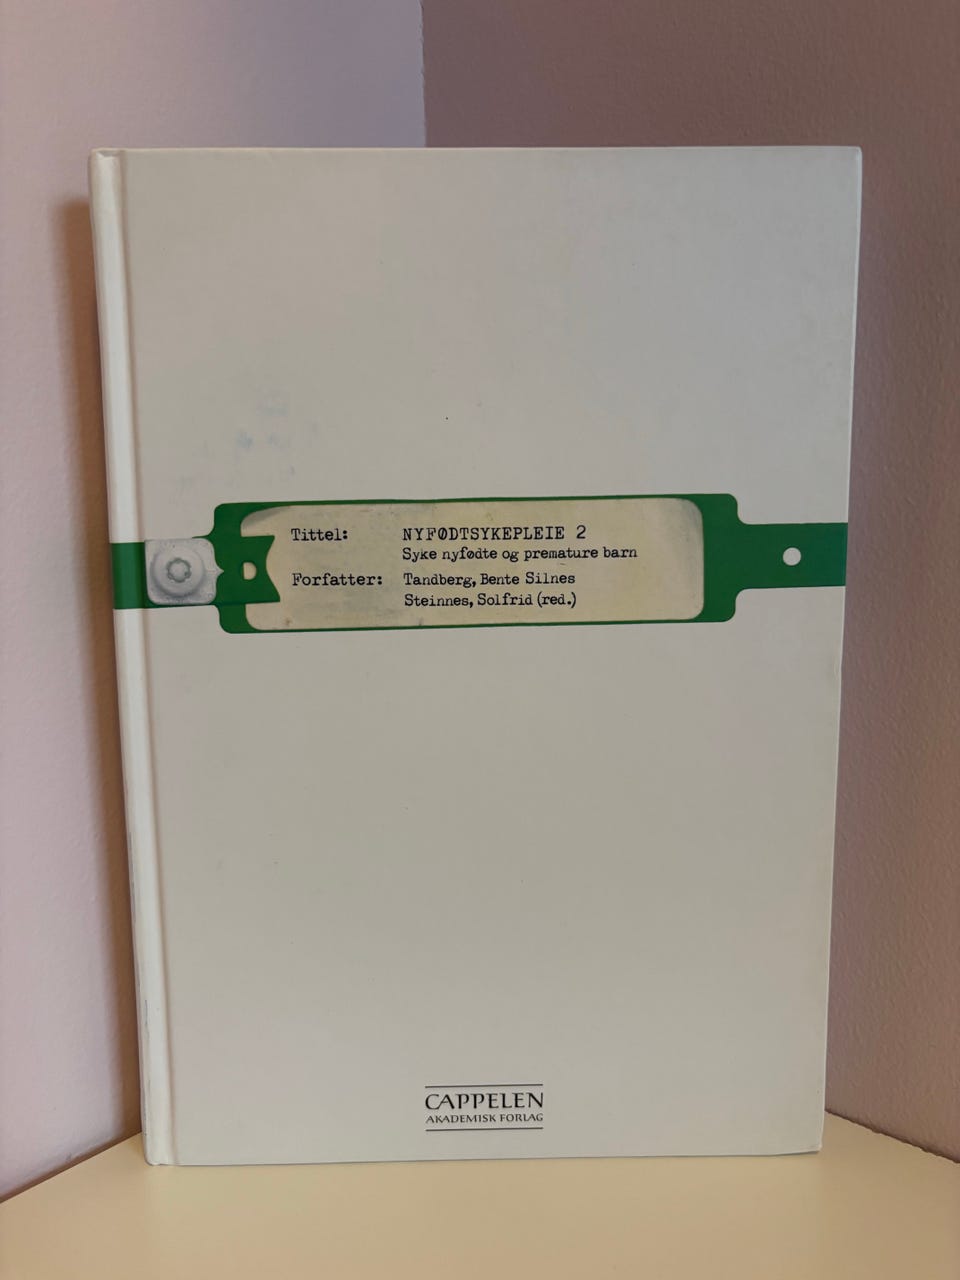 Tittel: NYFØDTSYKEPLEIE 2
Syke nyfødte og premature barn
Forfatter: Tandberg, Bente Silnes
Steinnes, Solfrid (red.)
CAPPELEN
AKADEMISK FORLAG